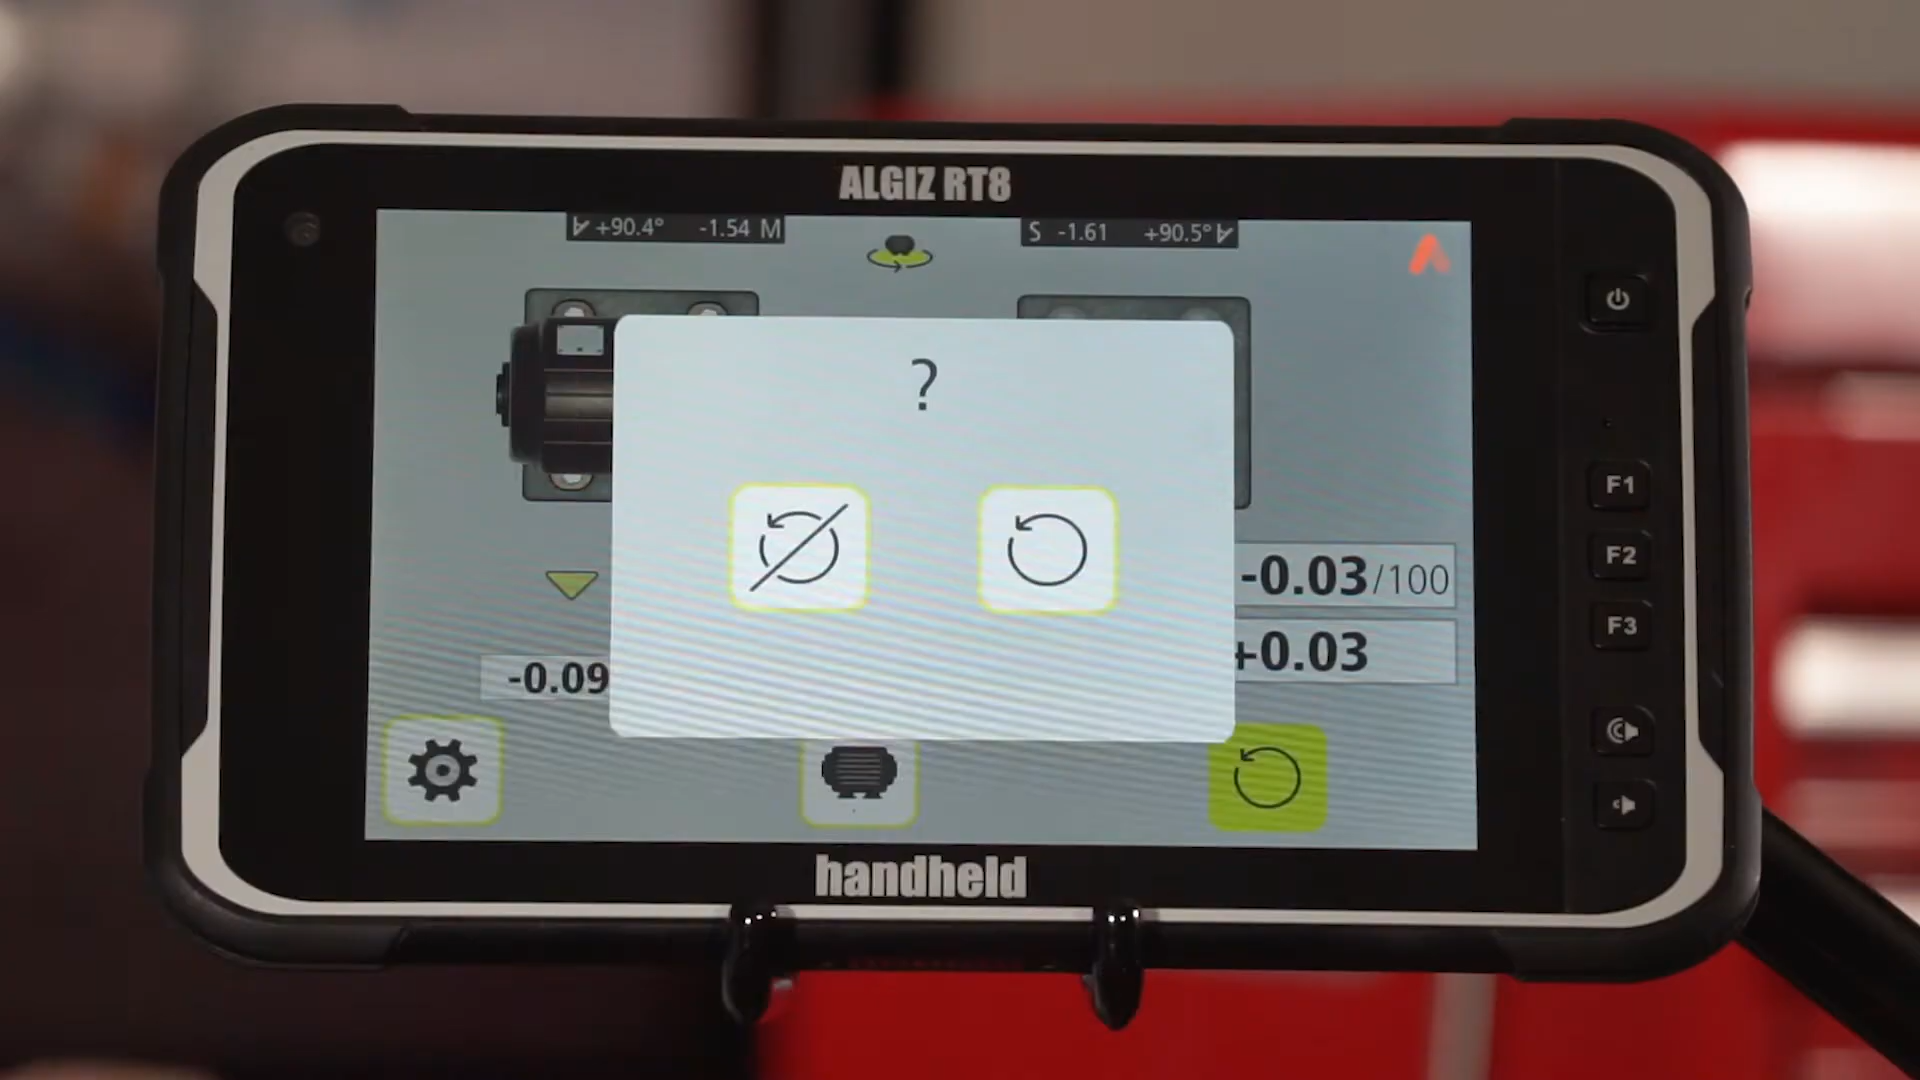 ALGIZ RT8
+90.4° -1.54 M
S -1.61 +90.5°
?
-0.03/100
+0.03
-0.09
F1
F2
F3
handheld